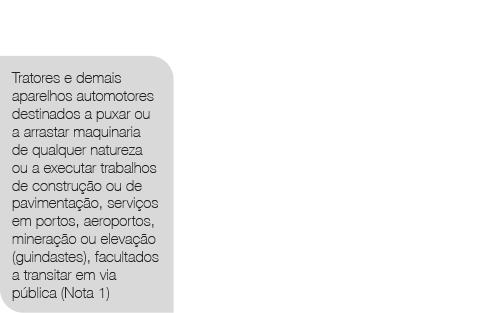 Tratores e demais
aparelhos automotores
destinados a puxar ou
a arrastar maquinaria
de qualquer natureza
ou a executar trabalhos
de construção ou de
pavimentação, serviços
em portos, aeroportos,
mineração ou elevação
(guindastes), facultados
a transitar em via
pública (Nota 1)